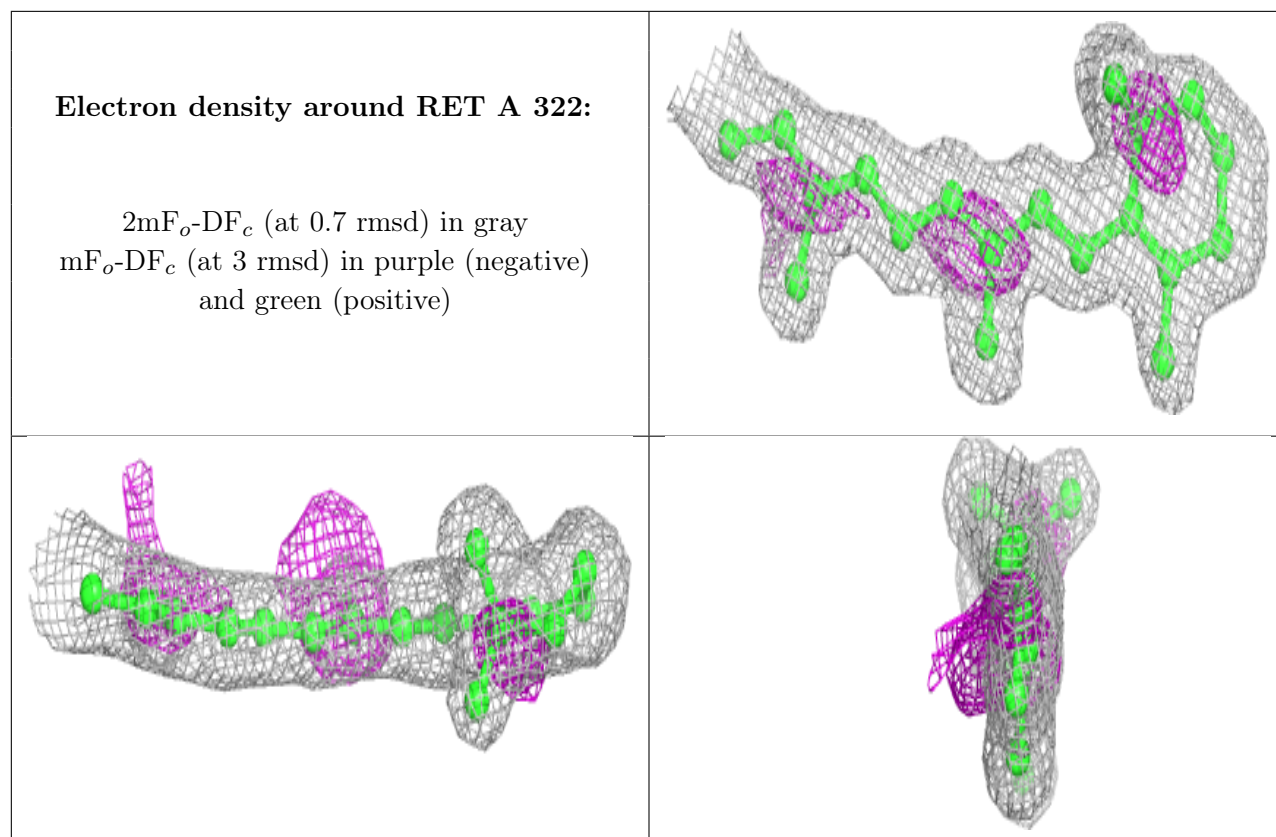 Electron density around RET A 322:
2mFo-DFc (at 0.7 rmsd) in gray
mFo-DFc (at 3 rmsd) in purple (negative)
and green (positive)